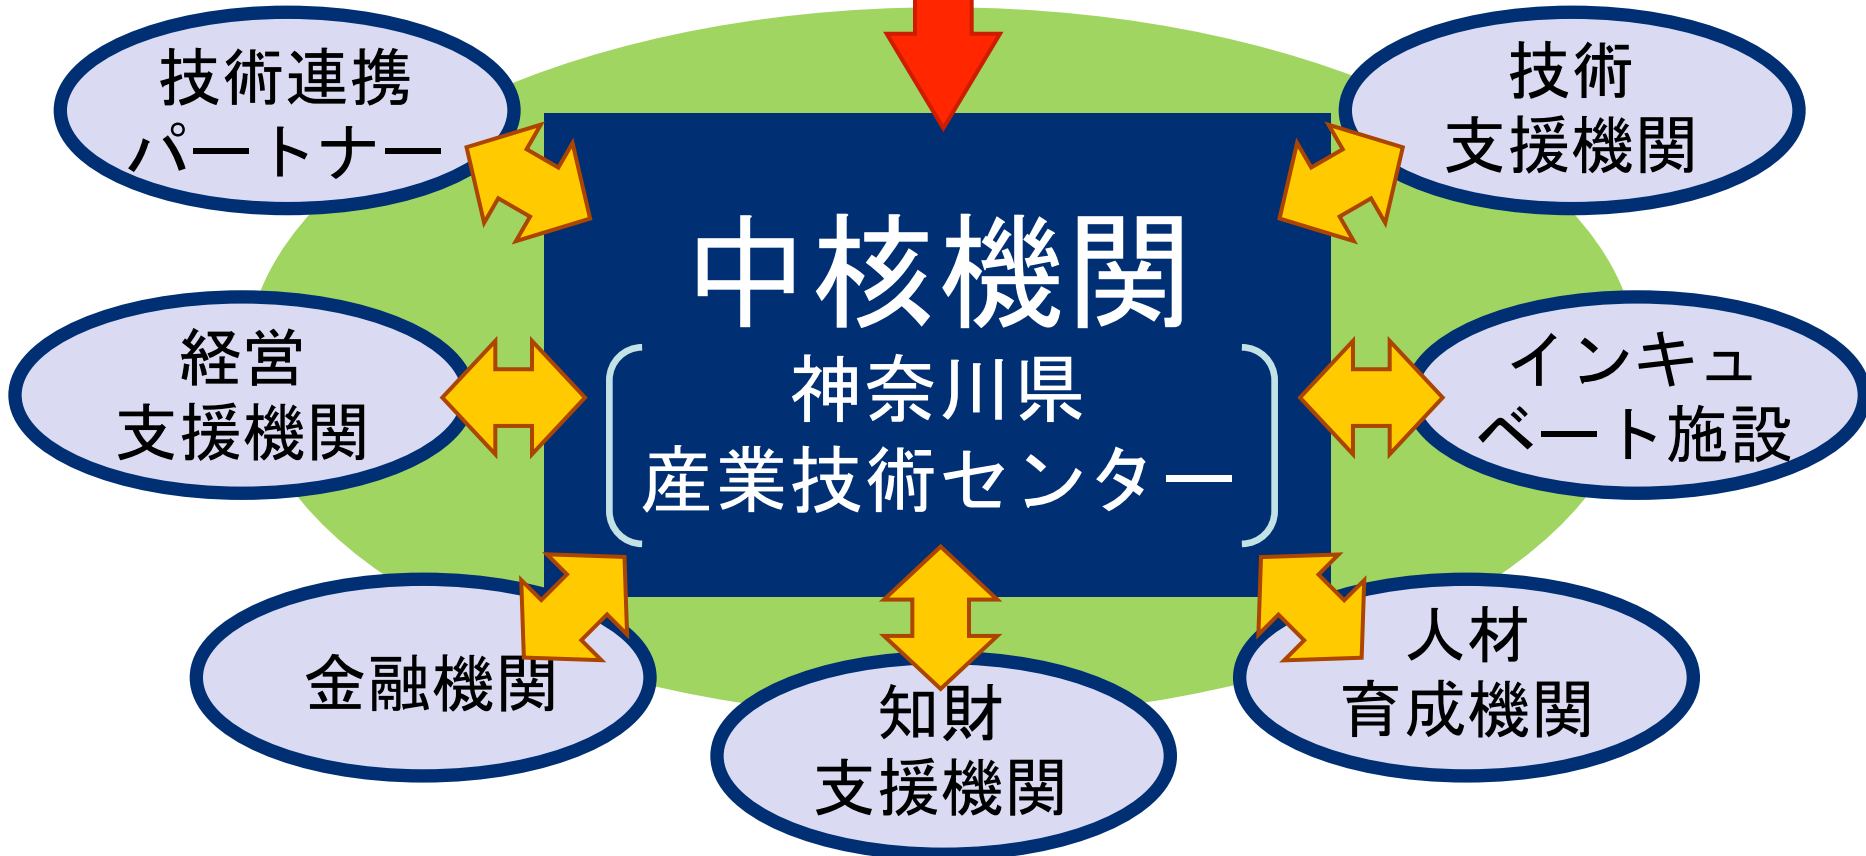 技術連携
パートナー
技術
支援機関
中核機関
神奈川県
産業技術センター
経営
支援機関
インキュ
ベート施設
金融機関
知財
支援機関
人材
育成機関